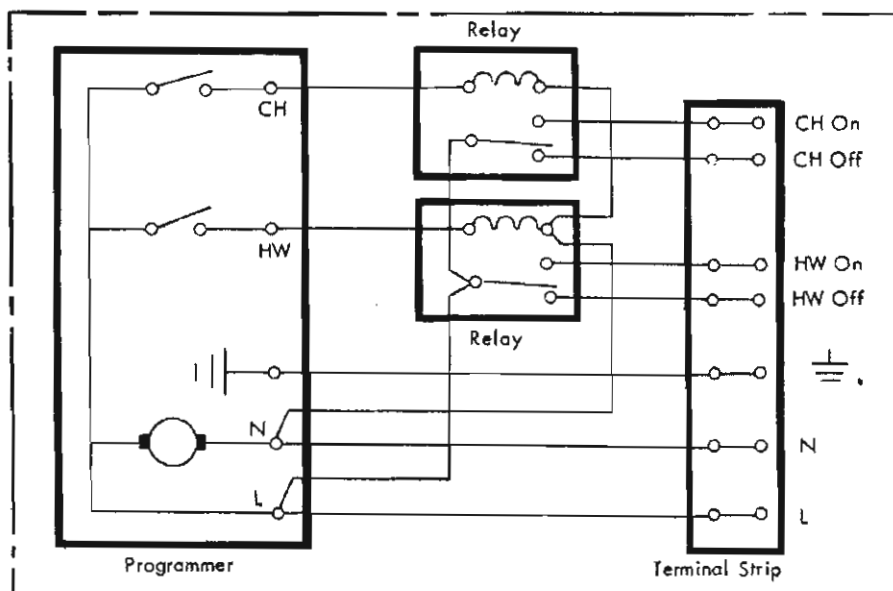 Relay
CH
CH On
CH Off
HW
HW On
HW Off
Relay
N
N
L
L
Programmer
Terminal Strip